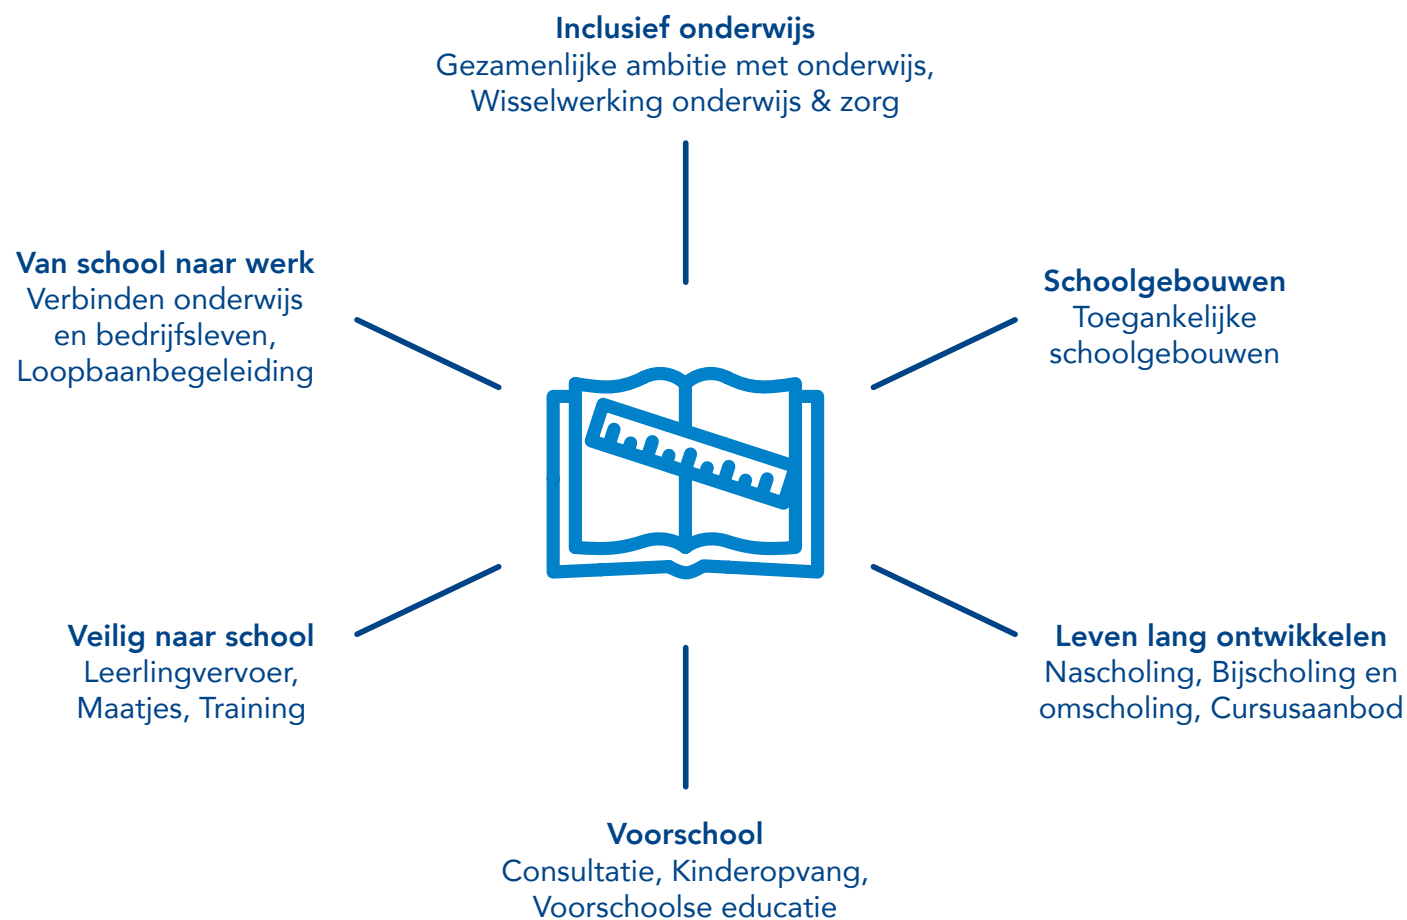 Inclusief onderwijs
Gezamenlijke ambitie met onderwijs,
Wisselwerking onderwijs & zorg
Van school naar werk
Verbinden onderwijs
en bedrijfsleven,
Loopbaanbegeleiding
Schoolgebouwen
Toegankelijke
schoolgebouwen
Veilig naar school
Leerlingvervoer,
Maatjes, Training
Leven lang ontwikkelen
Nascholing, Bijscholing en
omscholing, Cursusaanbod
Voorschool
Consultatie, Kinderopvang,
Voorschoolse educatie